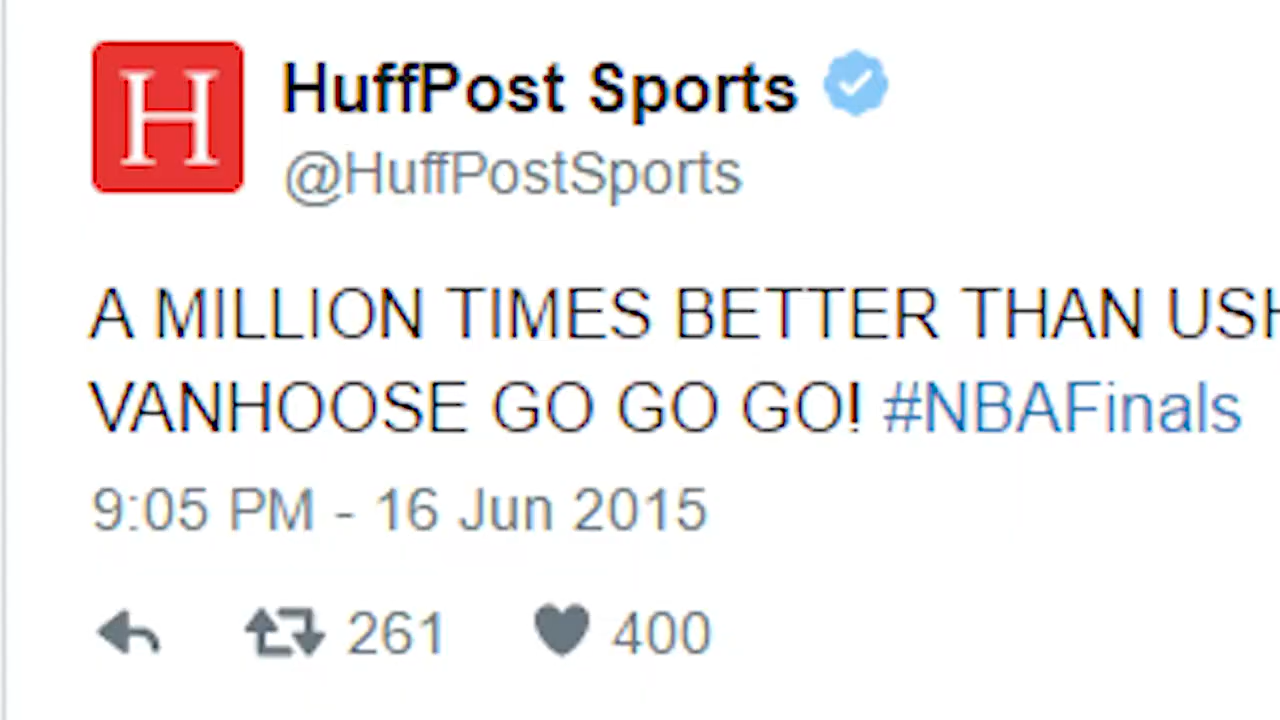 H
HuffPost Sports
@HuffPostSports
A MILLION TIMES BETTER THAN
VANHOOSE GO GO GO! #NBAFinals
9:05 PM - 16 Jun 2015
261 400